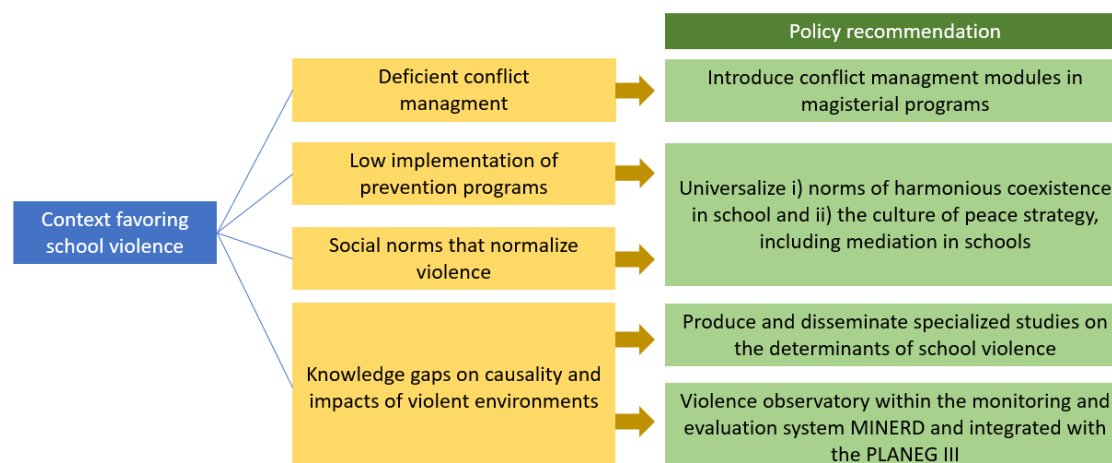 Policy recommendation
Deficient conflict
managment
Introduce conflict managment modules in
magisterial programs
Low implementation of
prevention programs
Universalize i) norms of harmonious coexistence
in school and ii) the culture of peace strategy,
including mediation in schools
Context favoring
school violence
Social norms that normalize
violence
Knowledge gaps on causality and
impacts of violent environments
Produce and disseminate specialized studies on
the determinants of school violence
Violence observatory within the monitoring and
evaluation system MINERD and integrated with
the PLANEG III